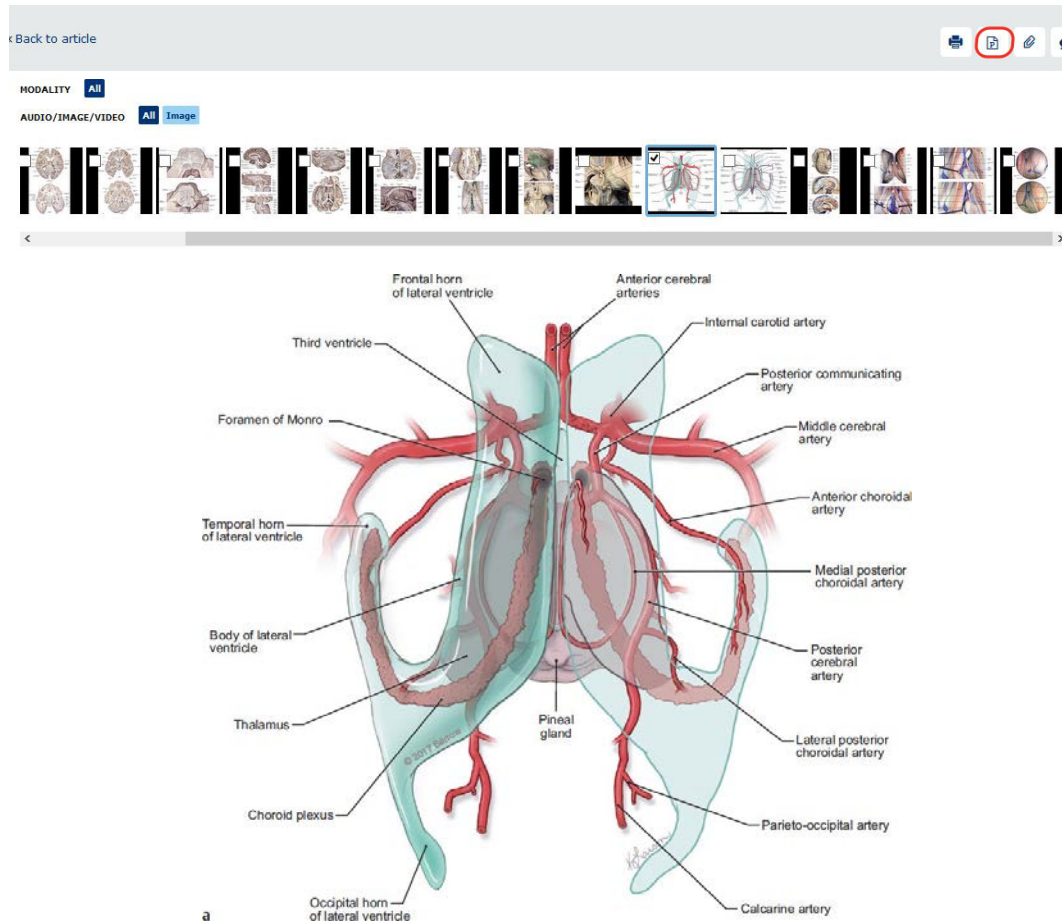 ‹ Back to article
MODALITY All
AUDIO/IMAGE/VIDEO All Image
Frontal horn
of lateral ventricle
Anterior cerebral
arteries
Internal carotid artery
Third ventricle
Posterior communicating
artery
Foramen of Monro
Middle cerebral
artery
Anterior choroidal
artery
Temporal horn
of lateral ventricle
Medial posterior
choroidal artery
Body of lateral
ventricle
Posterior
cerebral
artery
Thalamus
Pineal
gland
Lateral posterior
choroidal artery
© 2017 Barrow
Choroid plexus
Parieto-occipital artery
Occipital horn
of lateral ventricle
Calcarine artery
a